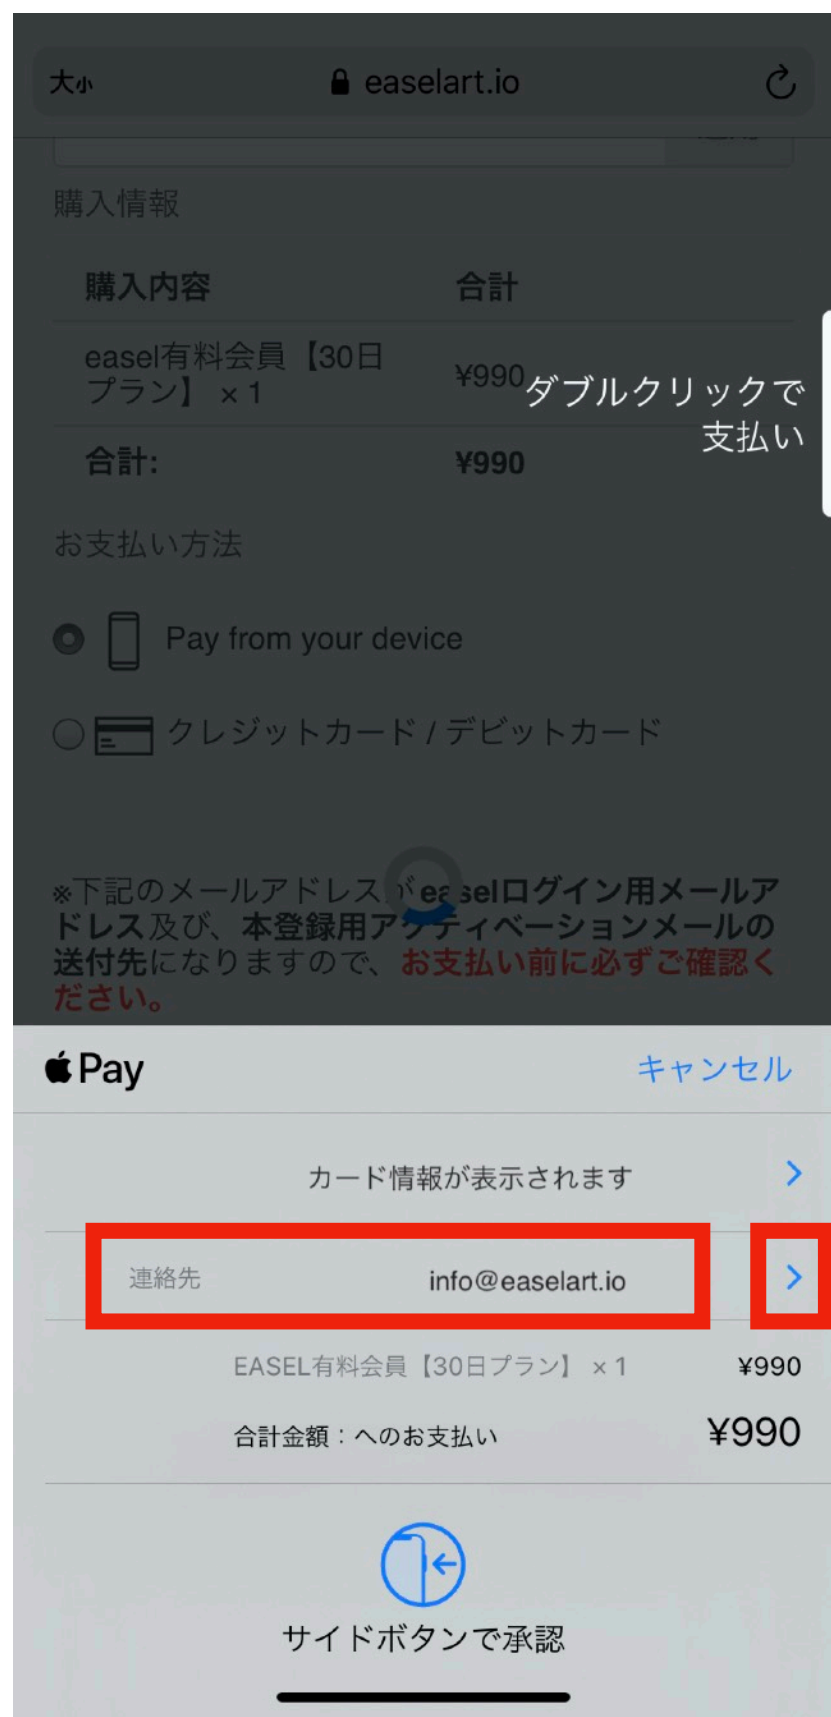 大小 easelart.io
購入情報
購入内容 合計
easel有料会員【30日
プラン】 × 1 ¥990
ダブルクリックで
支払い
合計: ¥990
お支払い方法
Pay from your device
クレジットカード / デビットカード
※下記のメールアドレスがeaselログイン用メールア
ドレス及び、本登録用アクティベーションメールの
送付先になりますので、お支払い前に必ずご確認く
ださい。
Pay キャンセル
カード情報が表示されます
連絡先 info@easelart.io
EASEL有料会員【30日プラン】 × 1 ¥990
合計金額：へのお支払い ¥990
サイドボタンで承認